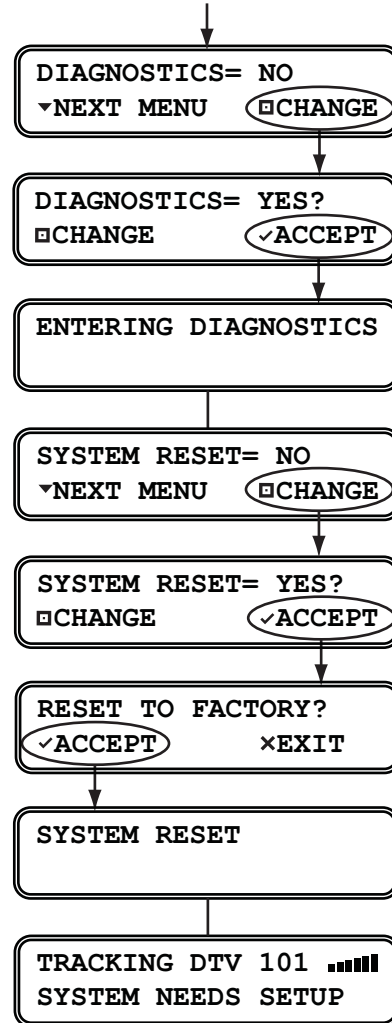 DIAGNOSTICS= NO
▾NEXT MENU ⊡CHANGE
DIAGNOSTICS= YES?
⊡CHANGE ✓ACCEPT
ENTERING DIAGNOSTICS
SYSTEM RESET= NO
▾NEXT MENU ⊡CHANGE
SYSTEM RESET= YES?
⊡CHANGE ✓ACCEPT
RESET TO FACTORY?
✓ACCEPT ×EXIT
SYSTEM RESET
TRACKING DTV 101
SYSTEM NEEDS SETUP